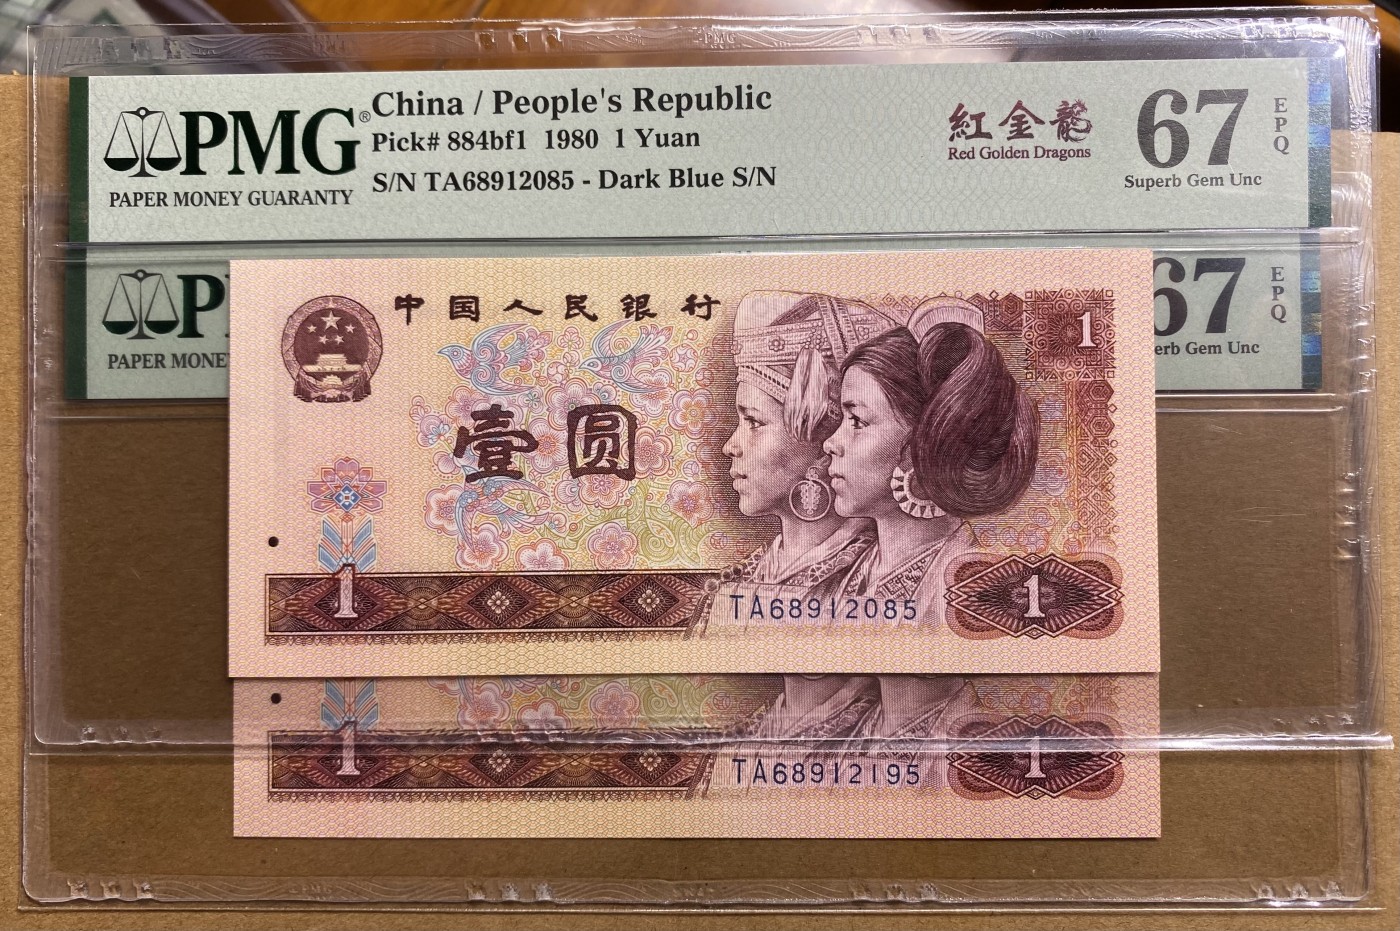 PMG®
PAPER MONEY GUARANTY
China / People's Republic
Pick# 884bf1 1980 1 Yuan
S/N TA68912085 - Dark Blue S/N
紅金龍
Red Golden Dragons
67
EPQ
Superb Gem Unc
P
PAPER MONE
67
EPQ
erb Gem Unc
中国人民银行
1
壹圆
1
TA68912085
1
1
TA68912195
1